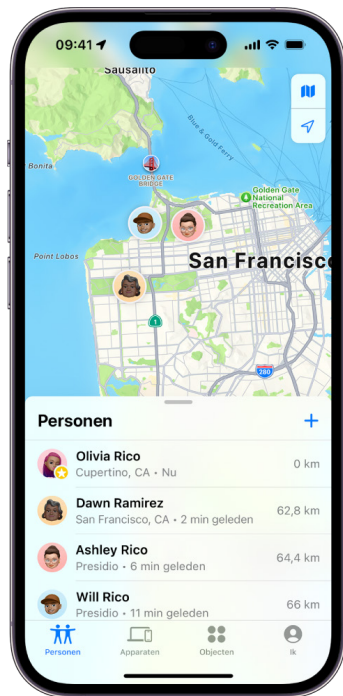 09:41
Sausalito
Blue & Gold Ferry
Bonita
GOLDEN GATE
BRIDGE
Golden Gate
National
Recreation Area
Point Lobos
San Francisco
1
280
Personen
Olivia Rico
Cupertino, CA • Nu
0 km
Dawn Ramirez
San Francisco, CA • 2 min geleden
62,8 km
Ashley Rico
Presidio • 6 min geleden
64,4 km
Will Rico
Presidio • 11 min geleden
66 km
Personen
Apparaten
Objecten
Ik